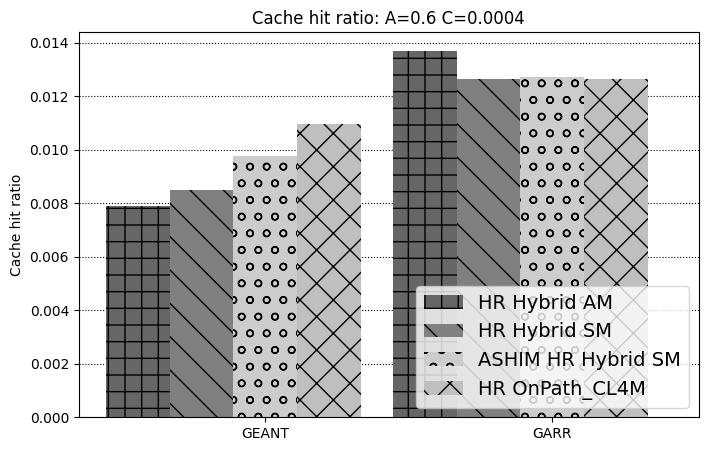 Cache hit ratio: A=0.6 C=0.0004
Cache hit ratio
0.014
0.012
0.010
0.008
0.006
0.004
0.002
0.000
GEANT
GARR
HR Hybrid AM
HR Hybrid SM
ASHIM HR Hybrid SM
HR OnPath_CL4M